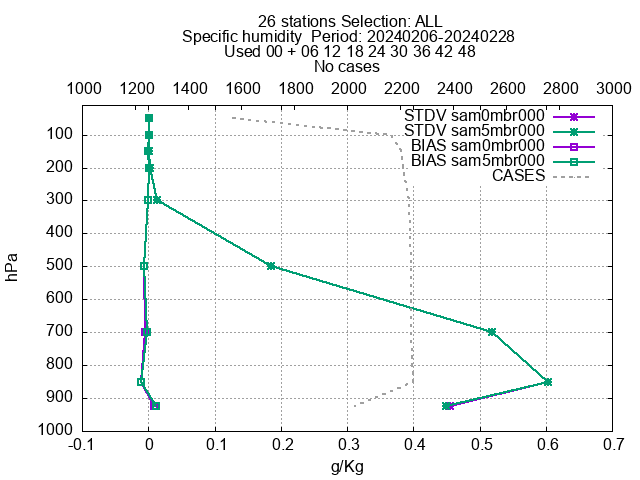 26 stations Selection: ALL
Specific humidity  Period: 20240206-20240228
Used 00 + 06 12 18 24 30 36 42 48
No cases
1000 1200 1400 1600 1800 2000 2200 2400 2600 2800 3000
STDV sam0mbr000
STDV sam5mbr000
BIAS sam0mbr000
BIAS sam5mbr000
CASES
100
200
300
400
500
600
700
800
900
1000
hPa
-0.1 0 0.1 0.2 0.3 0.4 0.5 0.6 0.7
g/Kg